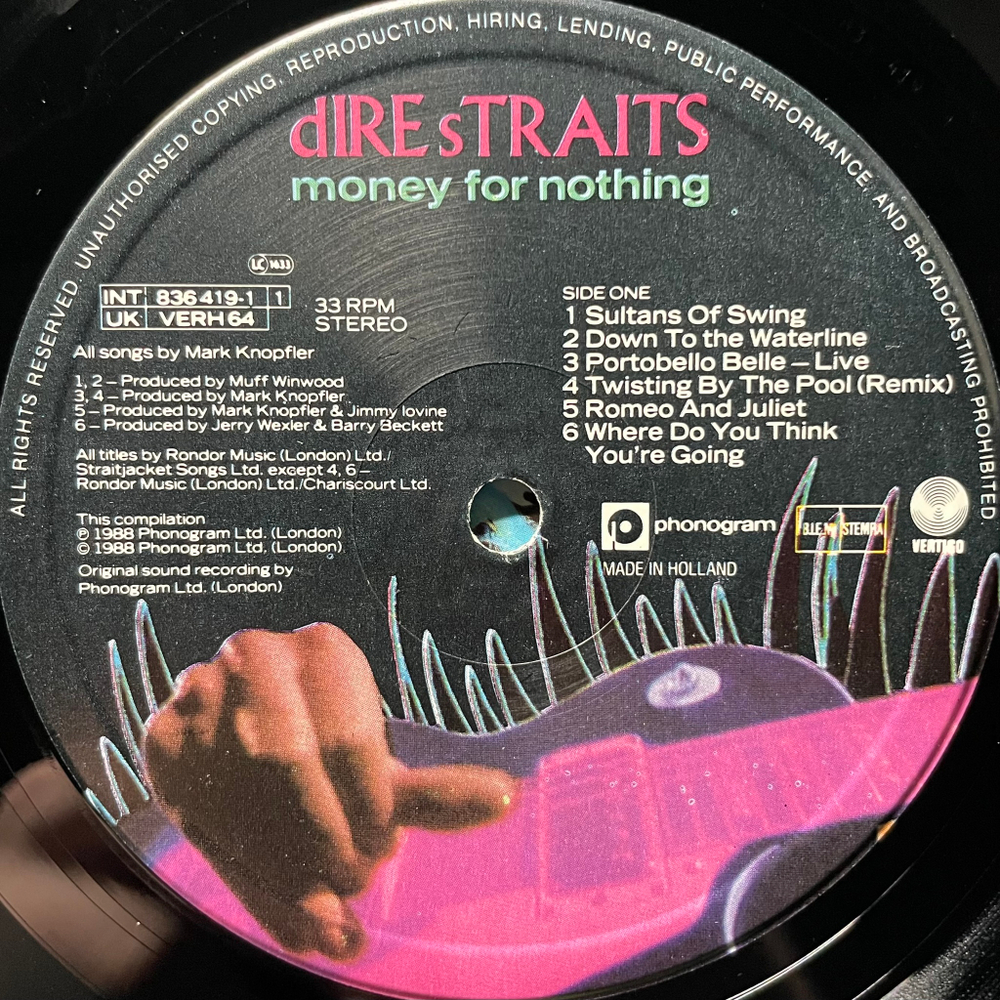 ALL RIGHTS RESERVED. UNAUTHORISED COPYING, REPRODUCTION, HIRING, LENDING, PUBLIC PERFORMANCE, AND BROADCASTING PROHIBITED.
dIRE sTRAITS
money for nothing
LC 1633
INT 836 419-1 1
UK VERH 64
33 RPM
STEREO
All songs by Mark Knopfler
1, 2 – Produced by Muff Winwood
3, 4 – Produced by Mark Knopfler
5 – Produced by Mark Knopfler & Jimmy Iovine
6 – Produced by Jerry Wexler & Barry Beckett
All titles by Rondor Music (London) Ltd./
Straitjacket Songs Ltd. except 4, 6 –
Rondor Music (London) Ltd./Chariscourt Ltd.
This compilation
℗ 1988 Phonogram Ltd. (London)
© 1988 Phonogram Ltd. (London)
Original sound recording by
Phonogram Ltd. (London)
SIDE ONE
1 Sultans Of Swing
2 Down To the Waterline
3 Portobello Belle – Live
4 Twisting By The Pool (Remix)
5 Romeo And Juliet
6 Where Do You Think
You're Going
phonogram
STEMRA
VERTIGO
MADE IN HOLLAND